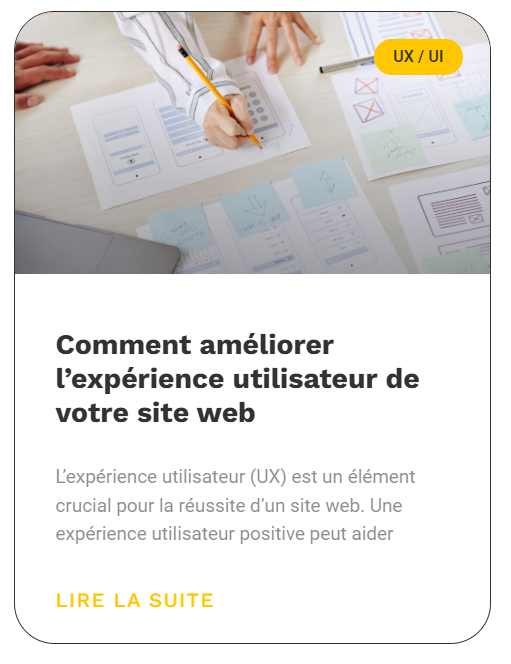 UX / UI
Comment améliorer
l’expérience utilisateur de
votre site web
L’expérience utilisateur (UX) est un élément
crucial pour la réussite d’un site web. Une
expérience utilisateur positive peut aider
LIRE LA SUITE